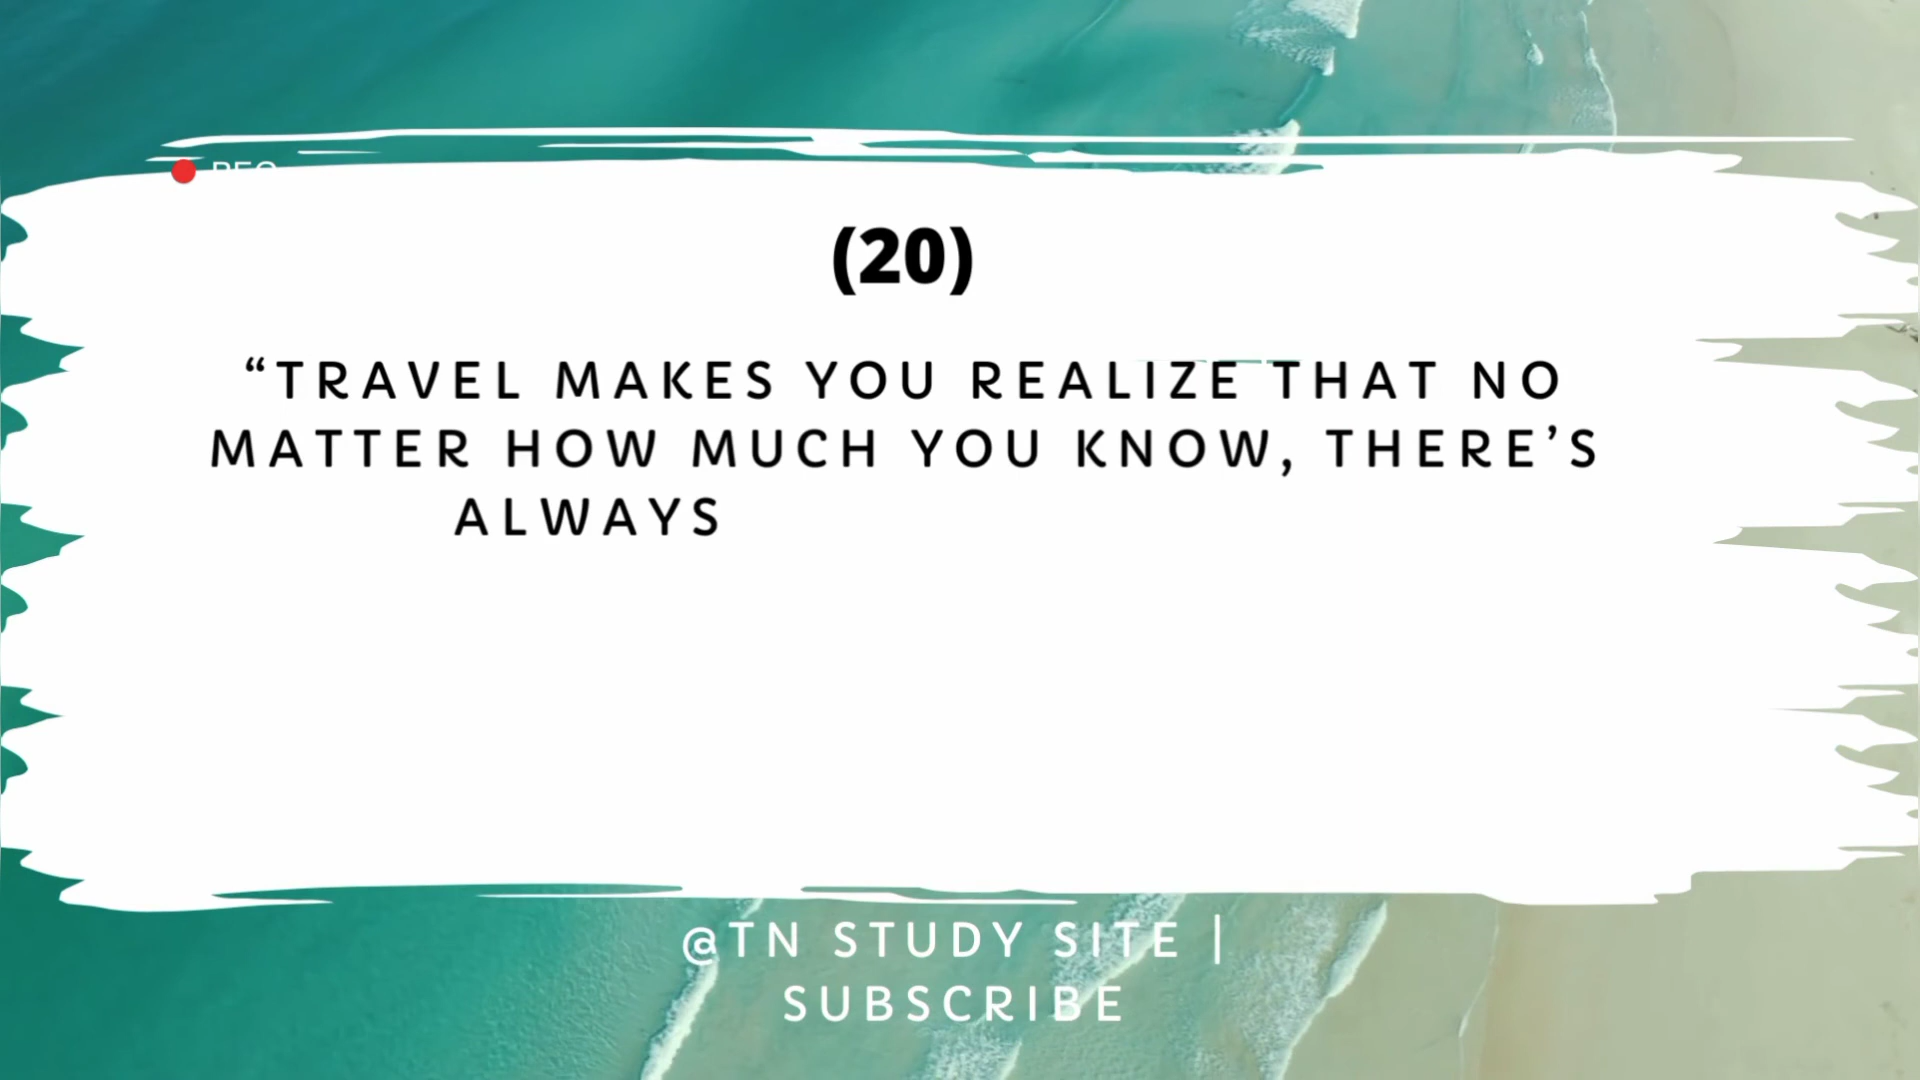 (20)
“TRAVEL MAKES YOU REALIZE THAT NO
MATTER HOW MUCH YOU KNOW, THERE’S
ALWAYS
@TN STUDY SITE |
SUBSCRIBE